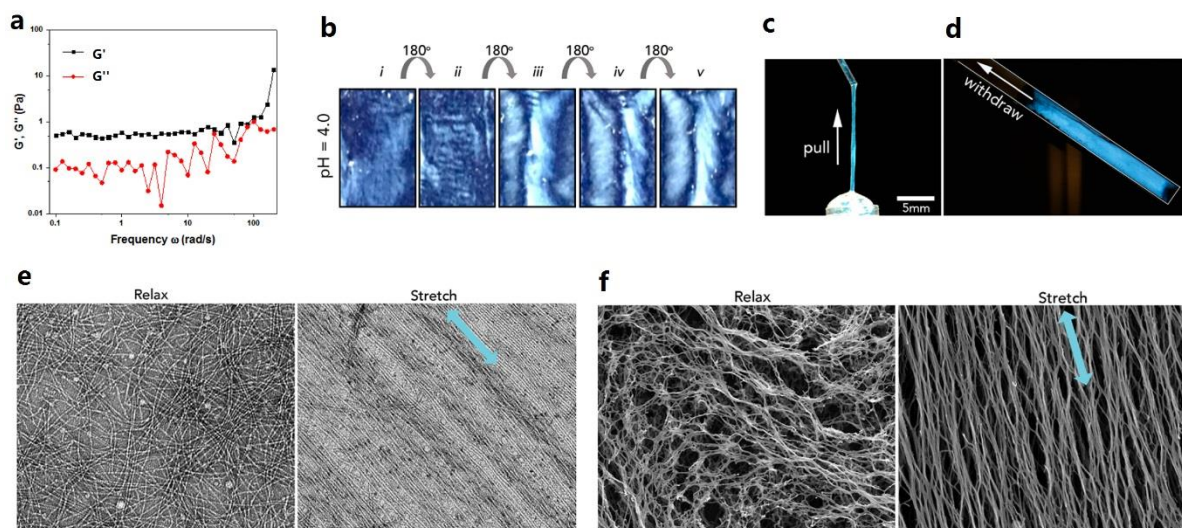 a
100
10
1
0.1
0.01
G', G'' (Pa)
G'
G''
0.1
1
10
100
Frequency ω (rad/s)
b
180° 180° 180° 180°
i ii iii iv v
pH = 4.0
c
pull
5mm
d
withdraw
e
Relax Stretch
f
Relax Stretch